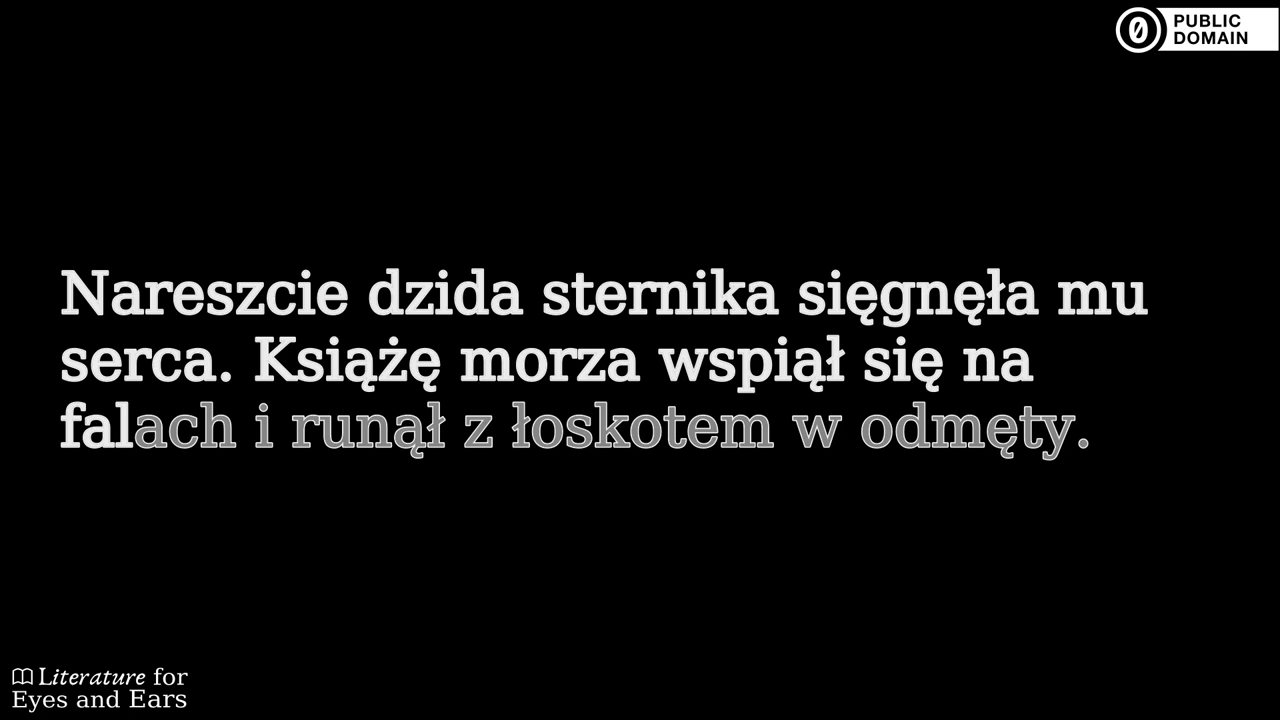 PUBLIC
DOMAIN
Nareszcie dzida sternika sięgnęła mu
serca. Książę morza wspiął się na
falach i runął z łoskotem w odmęty.
Literature for
Eyes and Ears